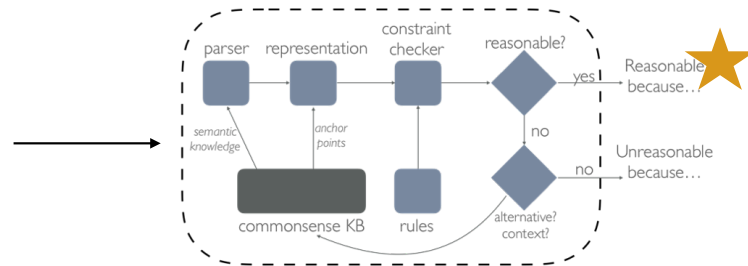 constraint
checker
parser
representation
reasonable?
Reasonable
because…
yes
semantic
knowledge
anchor
points
no
Unreasonable
because…
no
commonsense KB
rules
alternative?
context?